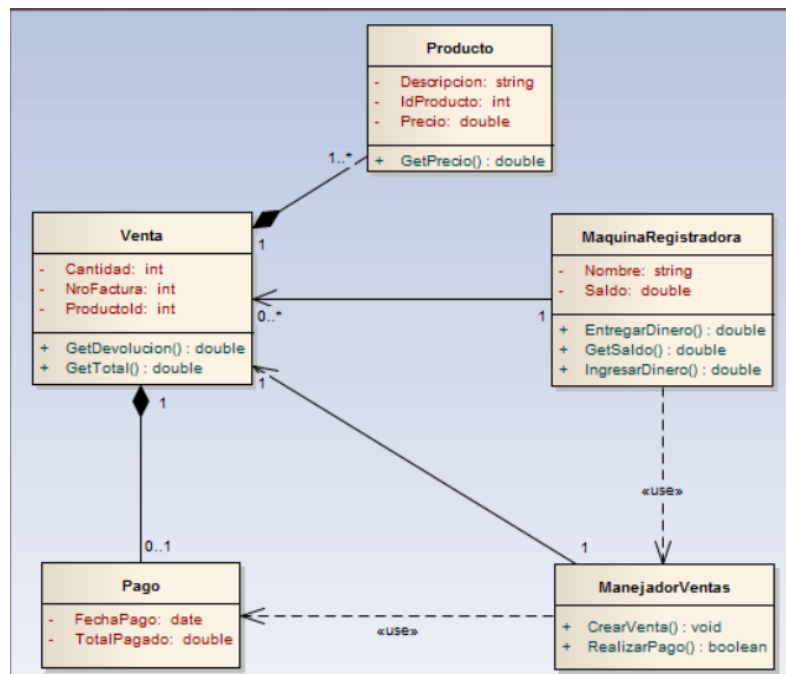 Producto
- Descripcion: string
- IdProducto: int
- Precio: double
+ GetPrecio() : double
1..*
1
Venta
- Cantidad: int
- NroFactura: int
- ProductoId: int
+ GetDevolucion() : double
+ GetTotal() : double
MaquinaRegistradora
- Nombre: string
- Saldo: double
+ EntregarDinero() : double
+ GetSaldo() : double
+ IngresarDinero() : double
0..*
1
1
1
«use»
0..1
1
Pago
- FechaPago: date
- TotalPagado: double
«use»
ManejadorVentas
+ CrearVenta() : void
+ RealizarPago() : boolean